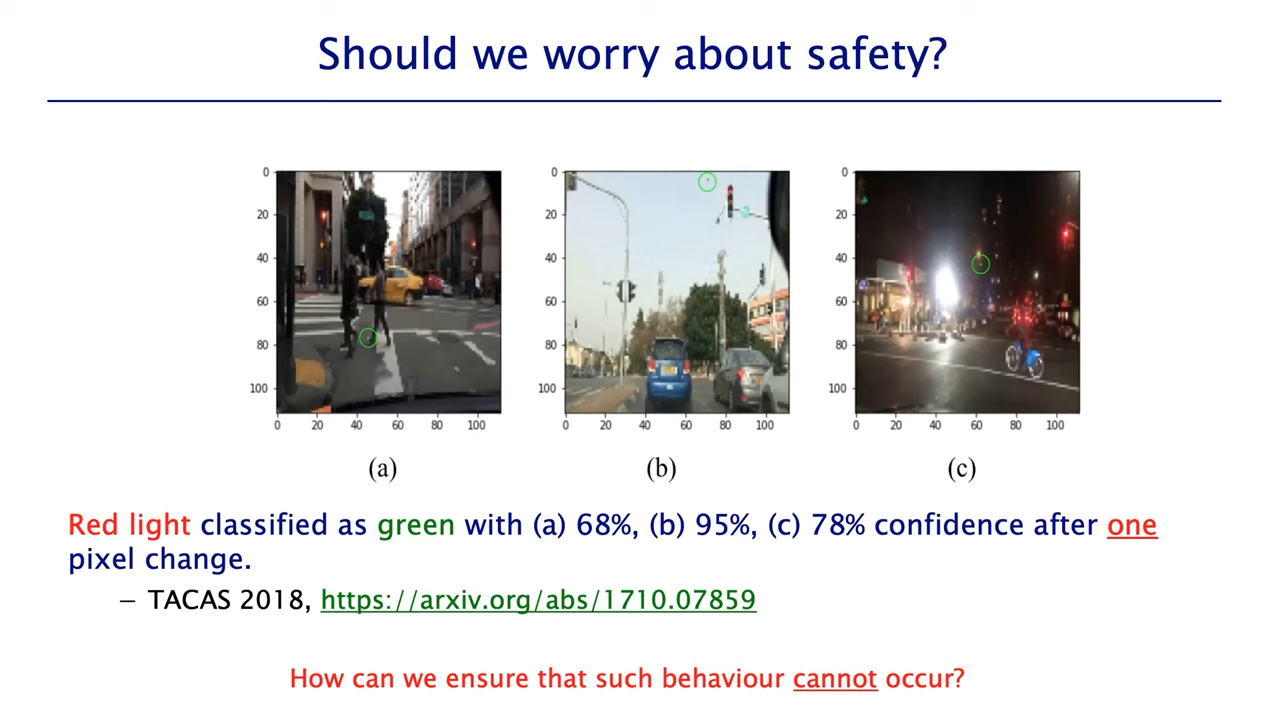 Should we worry about safety?
0
20
40
60
80
100
0 20 40 60 80 100
0
20
40
60
80
100
0 20 40 60 80 100
0
20
40
60
80
100
0 20 40 60 80 100
(a) (b) (c)
Red light classified as green with (a) 68%, (b) 95%, (c) 78% confidence after one
pixel change.
– TACAS 2018, https://arxiv.org/abs/1710.07859
How can we ensure that such behaviour cannot occur?